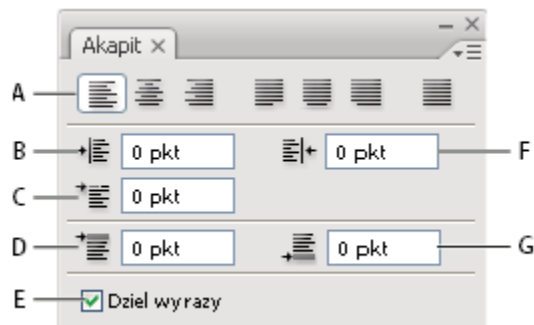 Akapit
A
B 0 pkt 0 pkt F
C 0 pkt
D 0 pkt 0 pkt G
E Dziel wyrazy